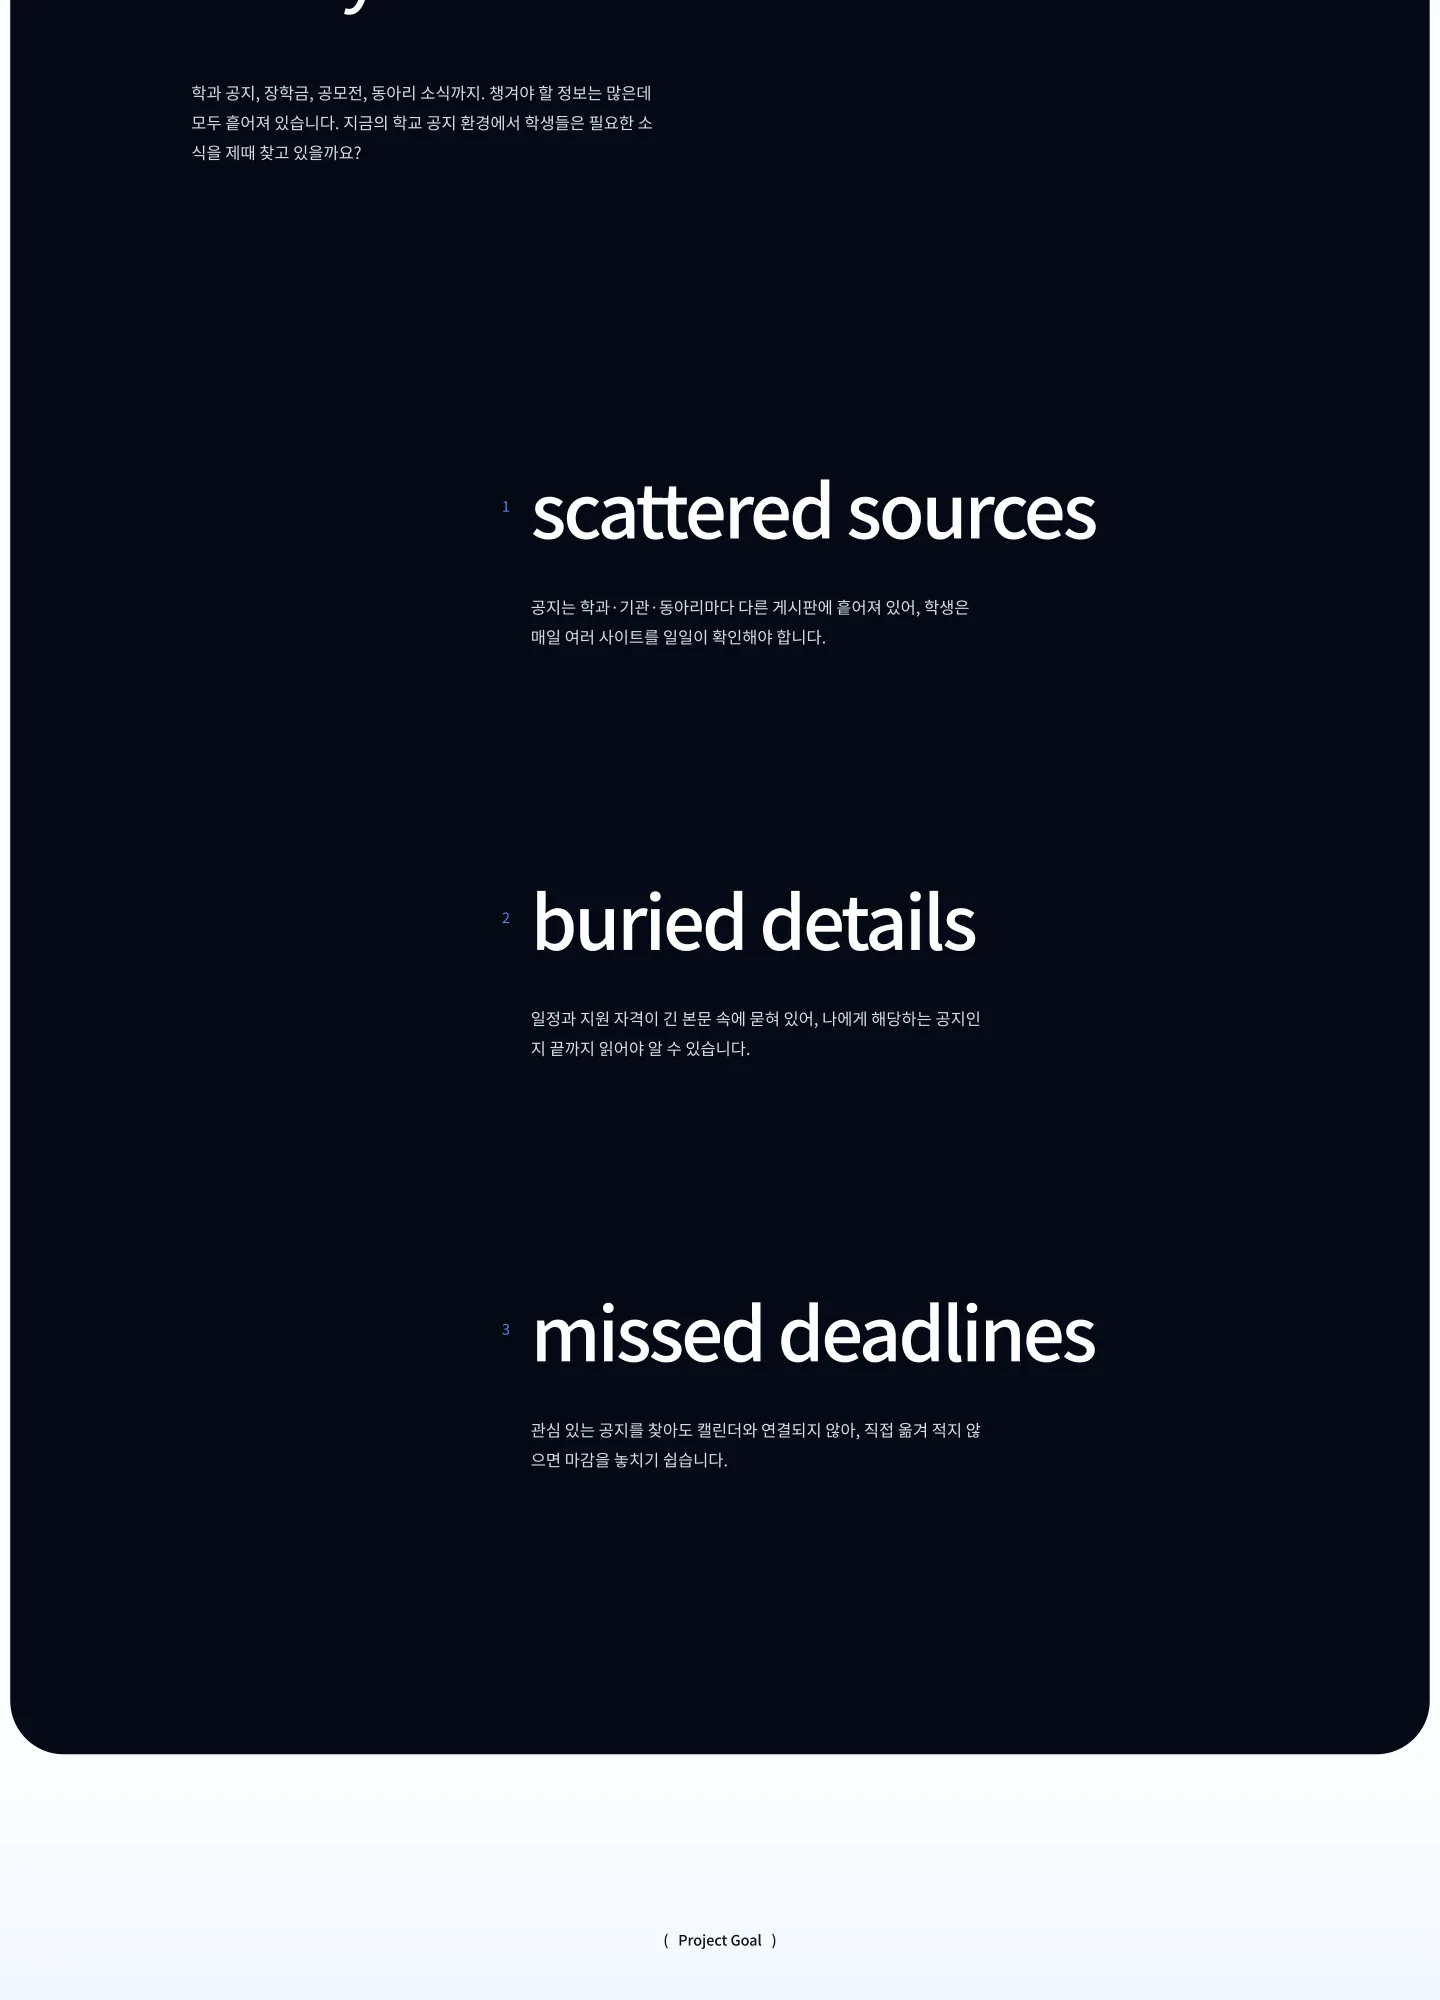 학과 공지, 장학금, 공모전, 동아리 소식까지. 챙겨야 할 정보는 많은데
모두 흩어져 있습니다. 지금의 학교 공지 환경에서 학생들은 필요한 소
식을 제때 찾고 있을까요?
1 scattered sources
공지는 학과·기관·동아리마다 다른 게시판에 흩어져 있어, 학생은
매일 여러 사이트를 일일이 확인해야 합니다.
2 buried details
일정과 지원 자격이 긴 본문 속에 묻혀 있어, 나에게 해당하는 공지인
지 끝까지 읽어야 알 수 있습니다.
3 missed deadlines
관심 있는 공지를 찾아도 캘린더와 연결되지 않아, 직접 옮겨 적지 않
으면 마감을 놓치기 쉽습니다.
( Project Goal )